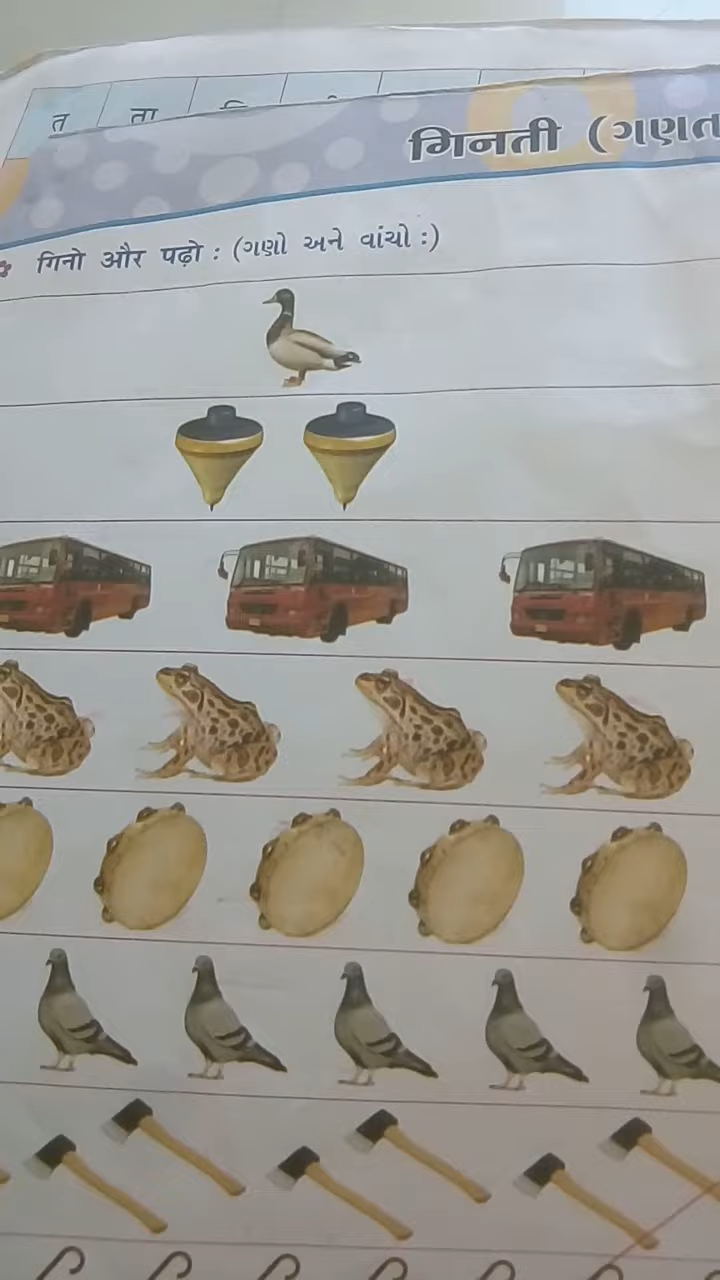 त ता
गिनती (ગણત
गिनो और पढ़ो : (ગણો અને વાંચો :)